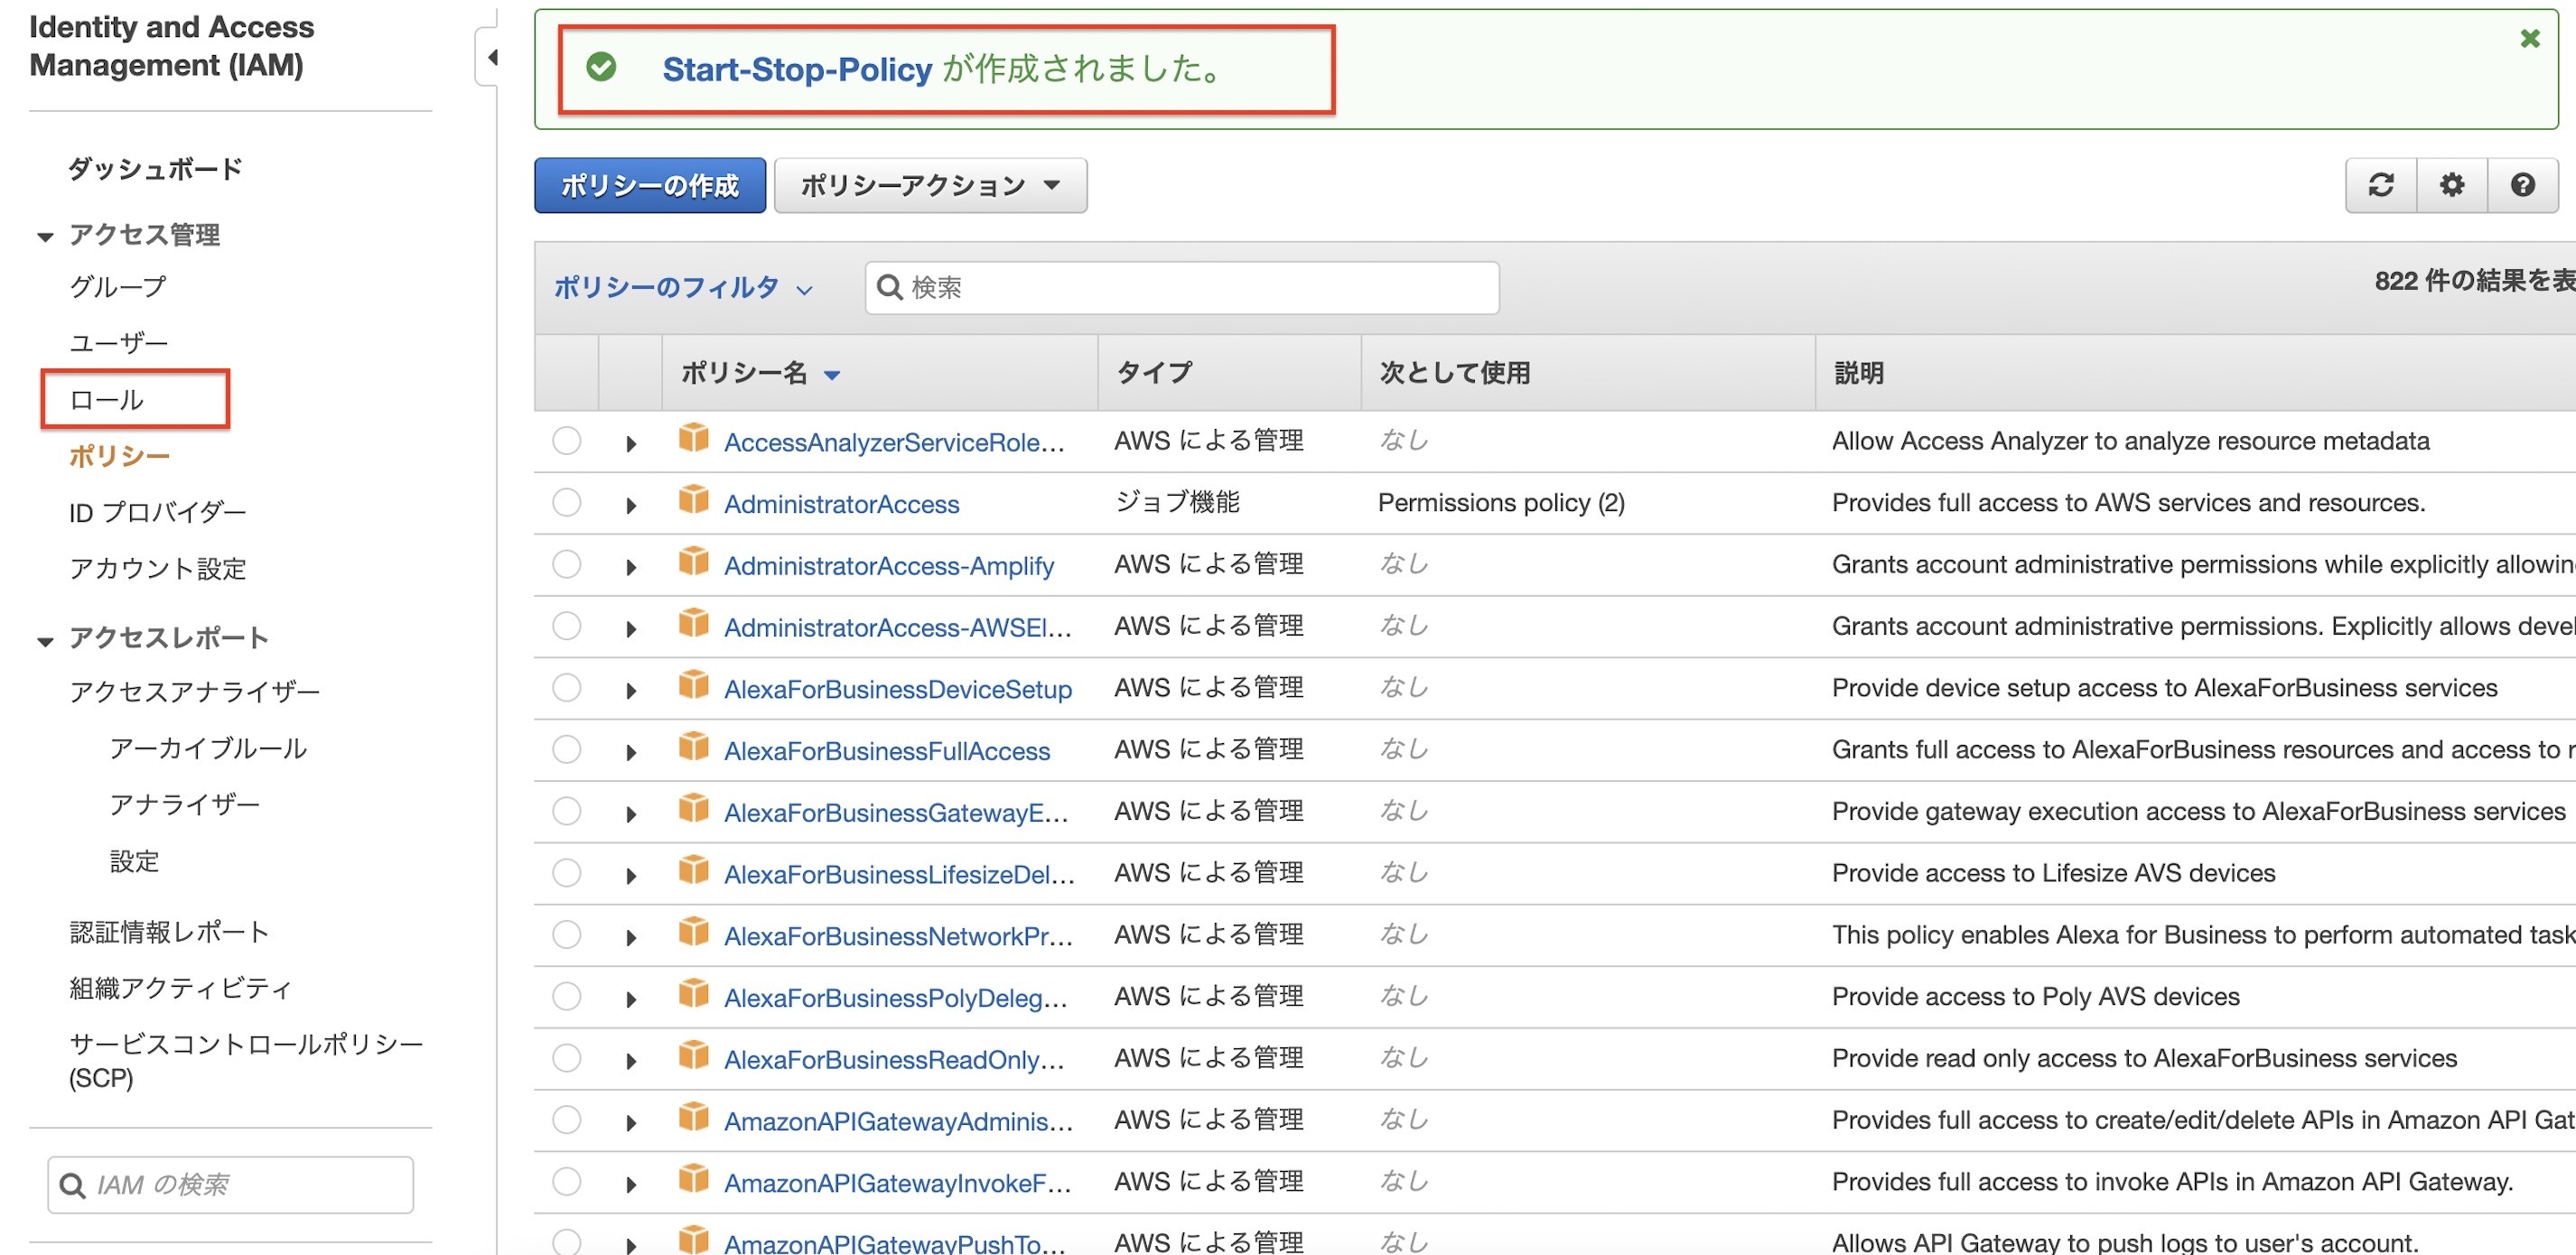 Identity and Access
Management (IAM)
ダッシュボード
アクセス管理
グループ
ユーザー
ロール
ポリシー
ID プロバイダー
アカウント設定
アクセスレポート
アクセスアナライザー
アーカイブルール
アナライザー
設定
認証情報レポート
組織アクティビティ
サービスコントロールポリシー
(SCP)
IAM の検索
Start-Stop-Policy が作成されました。
ポリシーの作成 ポリシーアクション
ポリシーのフィルタ 検索 822 件の結果を表
ポリシー名 タイプ 次として使用 説明
AccessAnalyzerServiceRole... AWS による管理 なし Allow Access Analyzer to analyze resource metadata
AdministratorAccess ジョブ機能 Permissions policy (2) Provides full access to AWS services and resources.
AdministratorAccess-Amplify AWS による管理 なし Grants account administrative permissions while explicitly allowin
AdministratorAccess-AWSEl... AWS による管理 なし Grants account administrative permissions. Explicitly allows devel
AlexaForBusinessDeviceSetup AWS による管理 なし Provide device setup access to AlexaForBusiness services
AlexaForBusinessFullAccess AWS による管理 なし Grants full access to AlexaForBusiness resources and access to r
AlexaForBusinessGatewayE... AWS による管理 なし Provide gateway execution access to AlexaForBusiness services
AlexaForBusinessLifesizeDel... AWS による管理 なし Provide access to Lifesize AVS devices
AlexaForBusinessNetworkPr... AWS による管理 なし This policy enables Alexa for Business to perform automated task
AlexaForBusinessPolyDeleg... AWS による管理 なし Provide access to Poly AVS devices
AlexaForBusinessReadOnly... AWS による管理 なし Provide read only access to AlexaForBusiness services
AmazonAPIGatewayAdminis... AWS による管理 なし Provides full access to create/edit/delete APIs in Amazon API Gat
AmazonAPIGatewayInvokeF... AWS による管理 なし Provides full access to invoke APIs in Amazon API Gateway.
AmazonAPIGatewayPushTo... AWS による管理 なし Allows API Gateway to push logs to user's account.